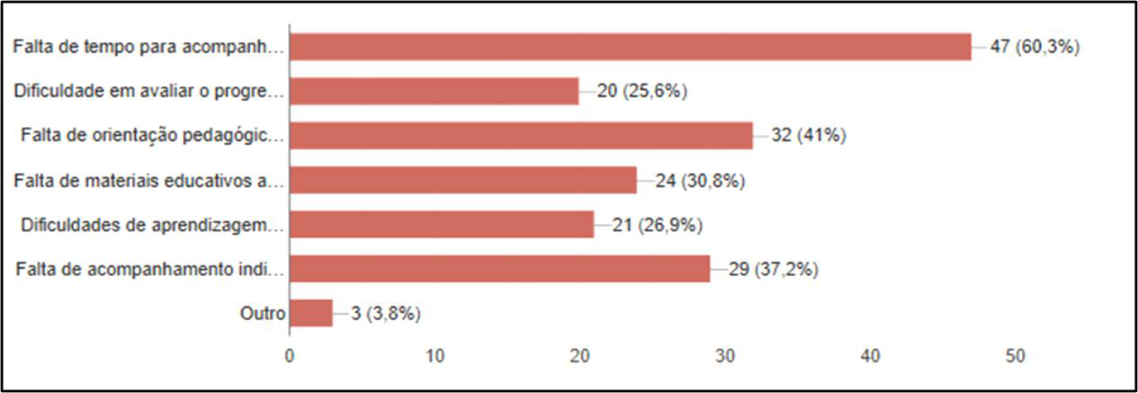 Falta de tempo para acompanh... 47 (60,3%)
Dificuldade em avaliar o progre... 20 (25,6%)
Falta de orientação pedagógic... 32 (41%)
Falta de materiais educativos a... 24 (30,8%)
Dificuldades de aprendizagem... 21 (26,9%)
Falta de acompanhamento indi... 29 (37,2%)
Outro 3 (3,8%)
0 10 20 30 40 50